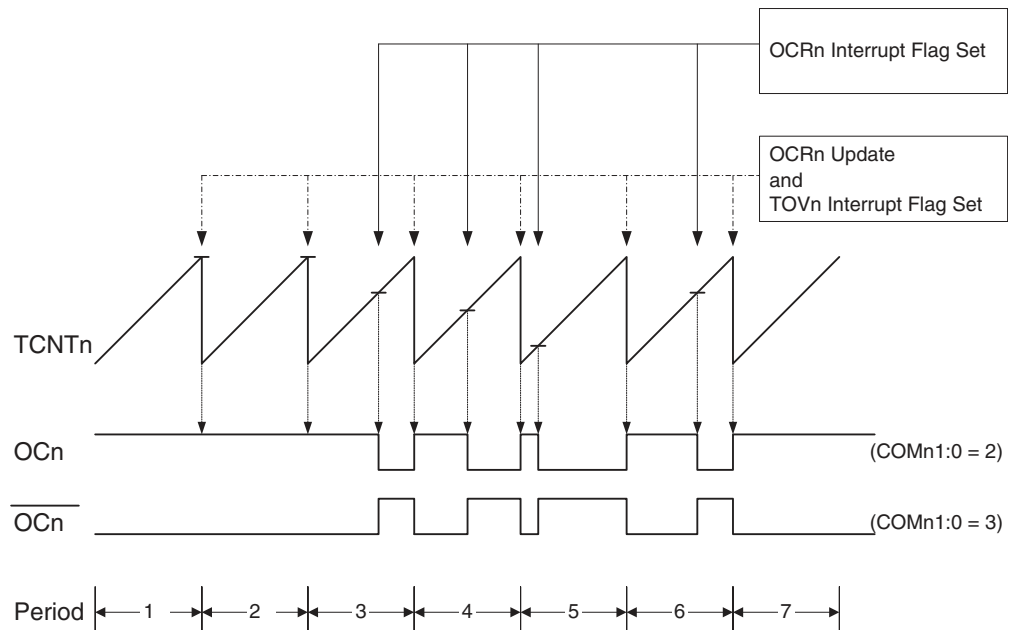 OCRn Interrupt Flag Set
OCRn Update
and
TOVn Interrupt Flag Set
TCNTn
OCn
(COMn1:0 = 2)
OCn
(COMn1:0 = 3)
Period 1 2 3 4 5 6 7